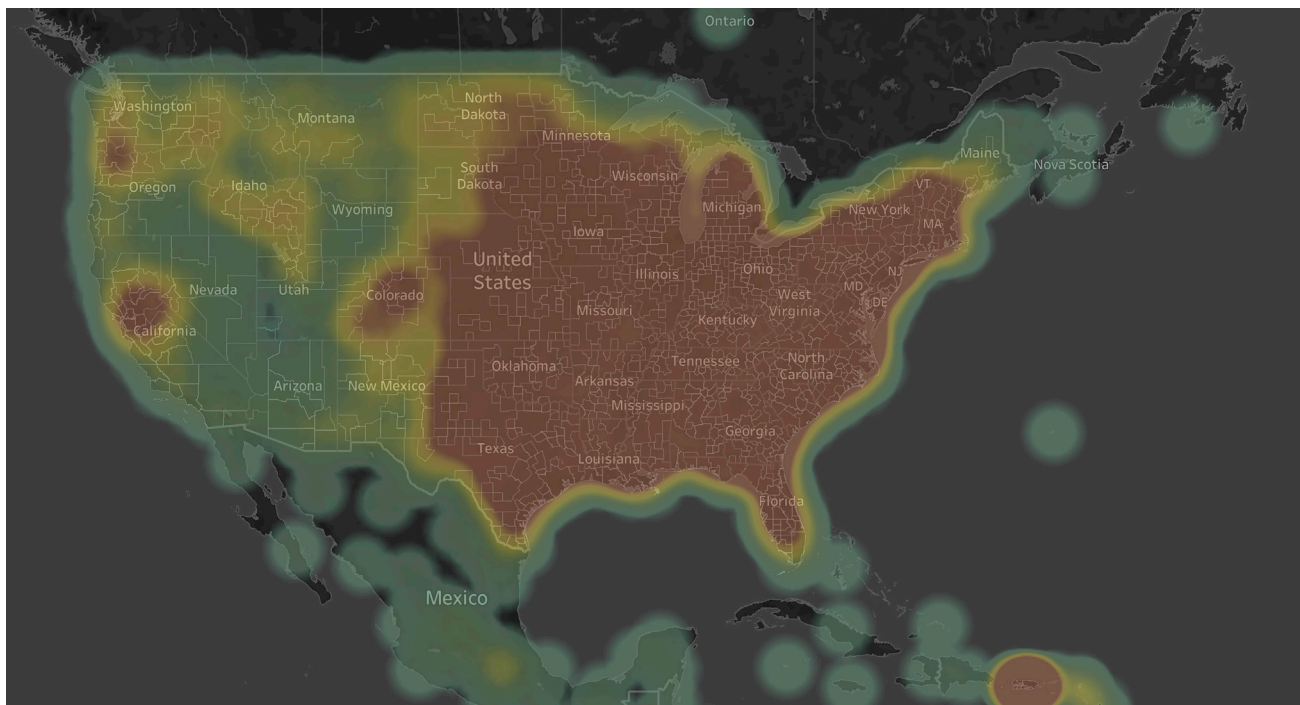 Ontario
Washington
Montana
North
Dakota
Minnesota
Maine
Nova Scotia
Oregon
Idaho
South
Dakota
Wisconsin
VT
Wyoming
Michigan
New York
MA
Iowa
United
States
Illinois
Ohio
NJ
Nevada
Utah
Colorado
MD
DE
West
Virginia
Missouri
Kentucky
California
Oklahoma
Tennessee
North
Carolina
Arizona
New Mexico
Arkansas
Mississippi
Georgia
Texas
Louisiana
Florida
Mexico